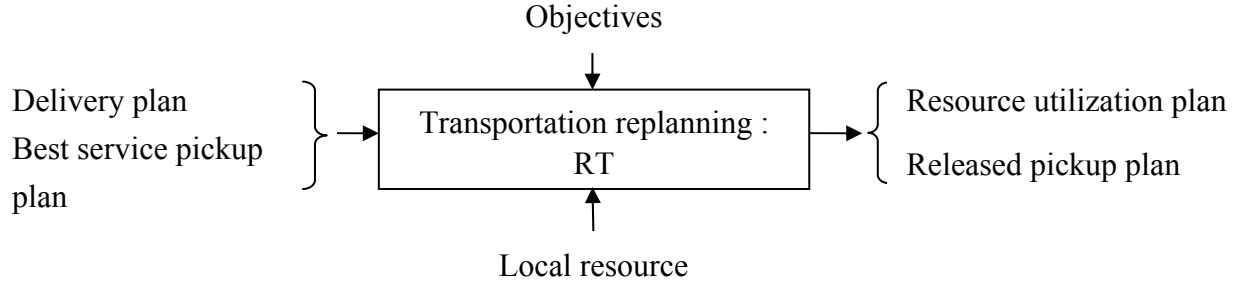 Objectives
Delivery plan
Best service pickup
plan
Transportation replanning :
RT
Resource utilization plan
Released pickup plan
Local resource